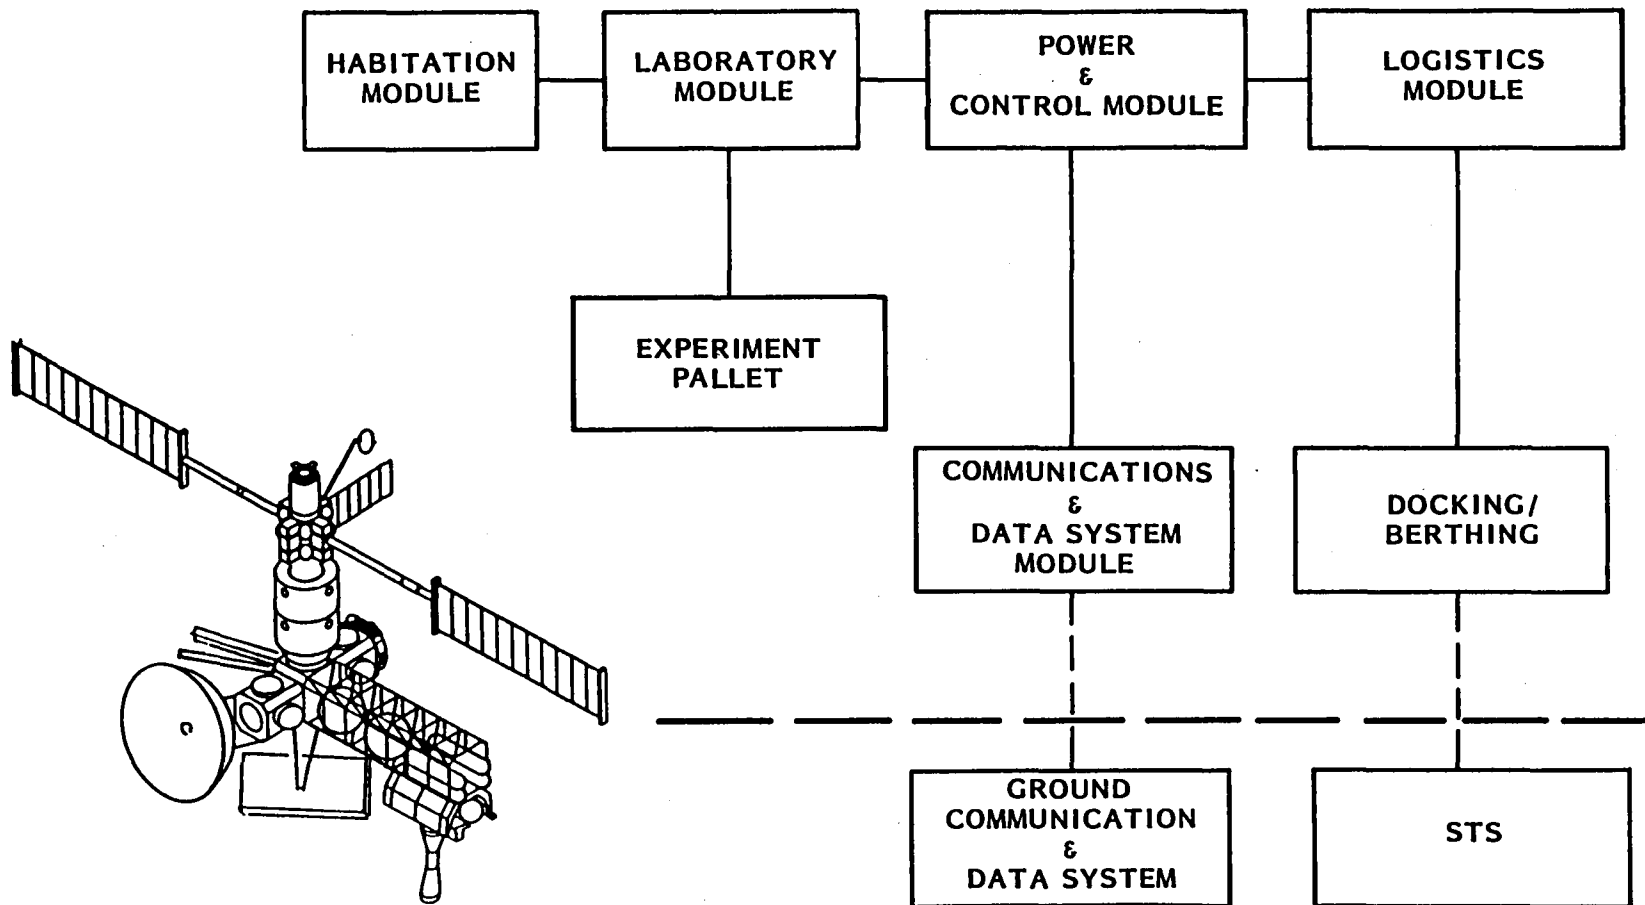 HABITATION
MODULE
LABORATORY
MODULE
POWER
&
CONTROL MODULE
LOGISTICS
MODULE
EXPERIMENT
PALLET
COMMUNICATIONS
&
DATA SYSTEM
MODULE
DOCKING/
BERTHING
GROUND
COMMUNICATION
&
DATA SYSTEM
STS